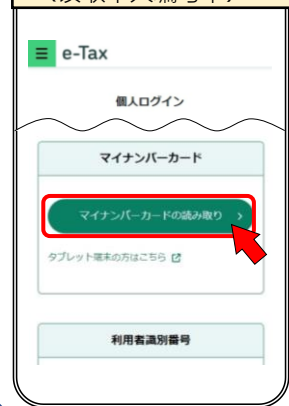 e-Tax
個人ログイン
マイナンバーカード
マイナンバーカードの読み取り
タブレット端末の方はこちら
利用者識別番号